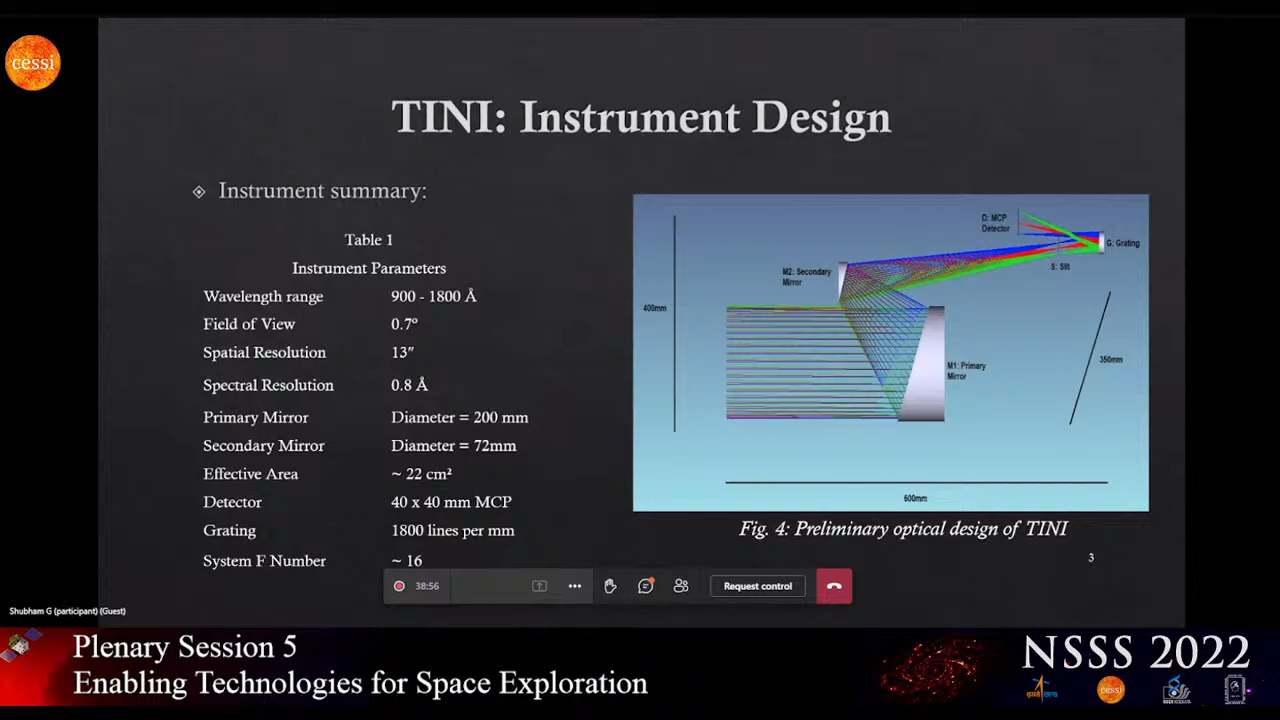 cessi
TINI: Instrument Design
Instrument summary:
Table 1
Instrument Parameters
Wavelength range 900 - 1800 Å
Field of View 0.7º
Spatial Resolution 13″
Spectral Resolution 0.8 Å
Primary Mirror Diameter = 200 mm
Secondary Mirror Diameter = 72mm
Effective Area ~ 22 cm²
Detector 40 x 40 mm MCP
Grating 1800 lines per mm
System F Number ~ 16
D: MCP
Detector
G: Grating
S: Slit
M2: Secondary
Mirror
400mm
M1: Primary
Mirror
350mm
600mm
Fig. 4: Preliminary optical design of TINI
3
38:56
Request control
Shubham G (participant) (Guest)
Plenary Session 5
Enabling Technologies for Space Exploration
NSSS 2022
cessi